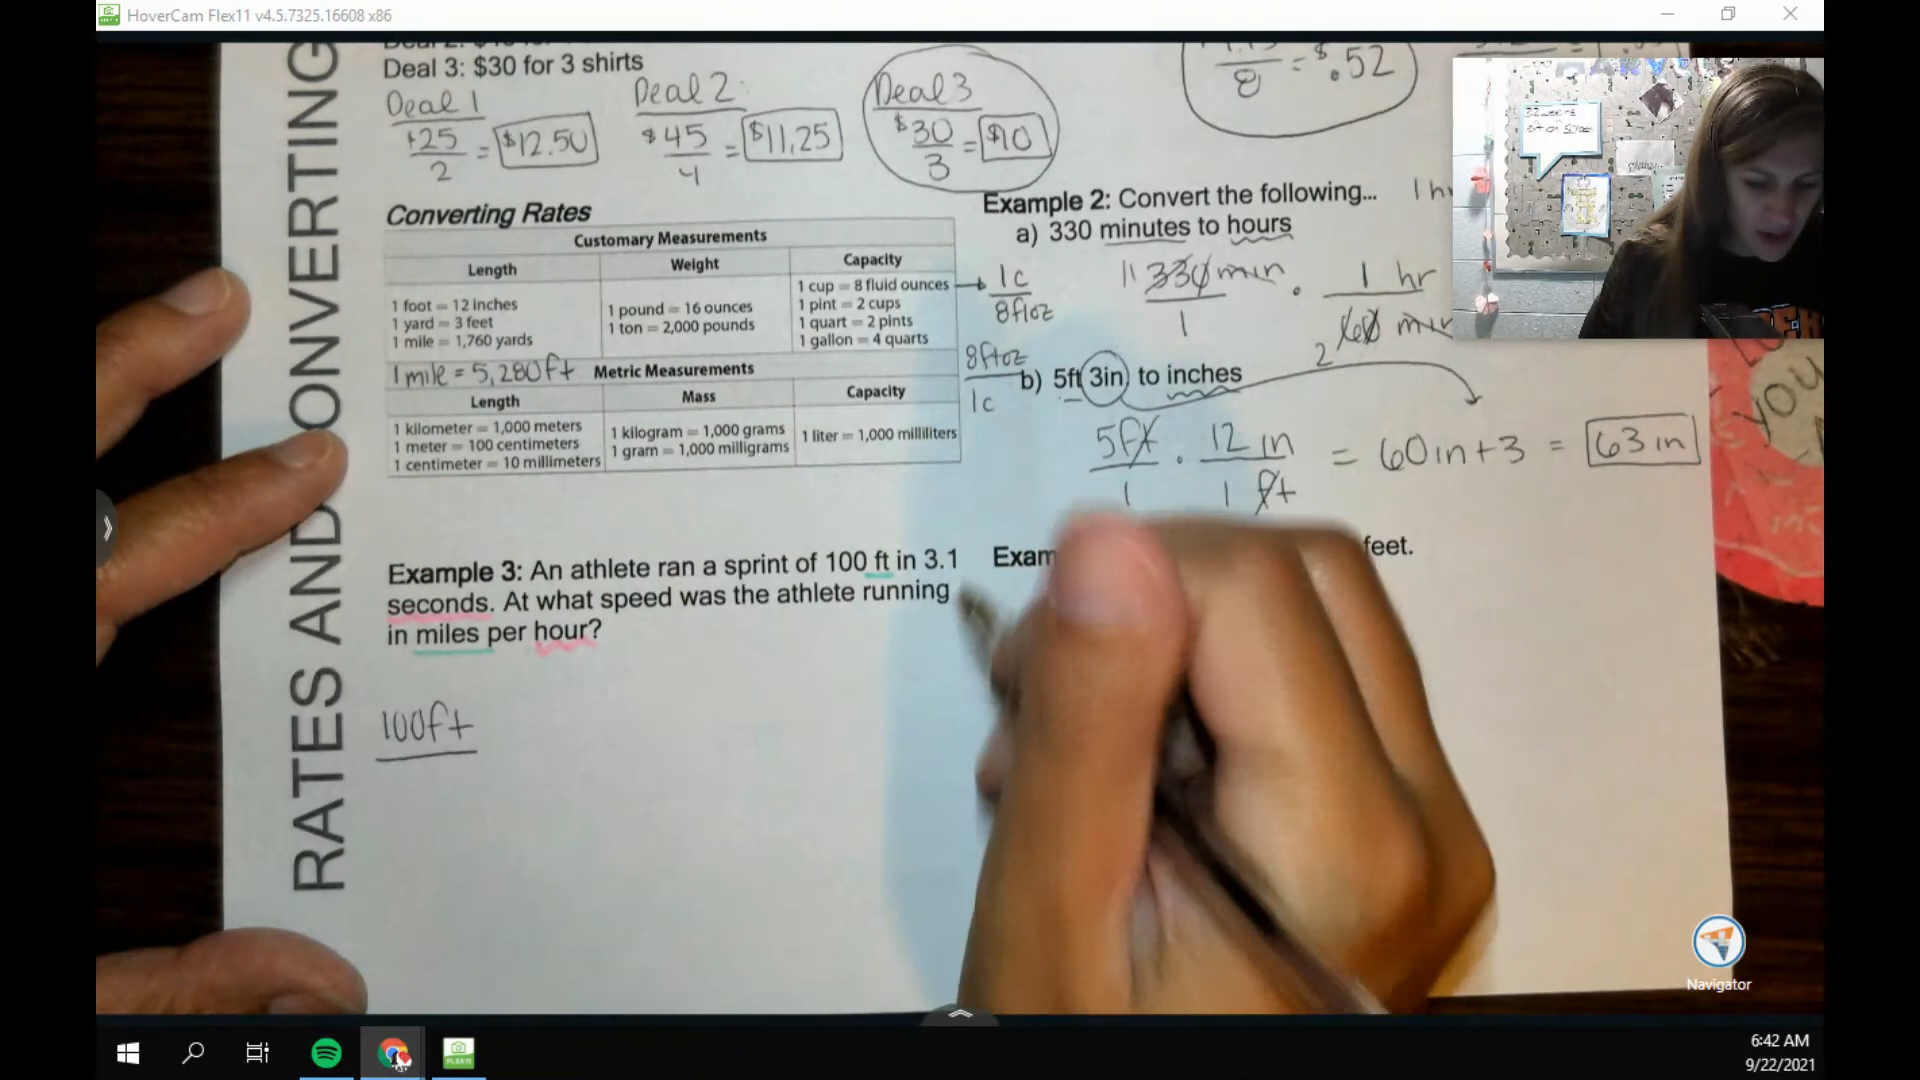 HoverCam Flex11 v4.5.7325.16608 x86
RATES AND CONVERTING
Deal 3: $30 for 3 shirts
Deal 1
$25
2
= $12.50
Deal 2:
$45
4
= $11.25
Deal 3
$30
3
= $10
8
= $.52
Converting Rates
Customary Measurements
Length
Weight
Capacity
1 foot = 12 inches
1 yard = 3 feet
1 mile = 1,760 yards
1 pound = 16 ounces
1 ton = 2,000 pounds
1 cup = 8 fluid ounces
1 pint = 2 cups
1 quart = 2 pints
1 gallon = 4 quarts
1 mile = 5,280ft
Metric Measurements
Length
Mass
Capacity
1 kilometer = 1,000 meters
1 meter = 100 centimeters
1 centimeter = 10 millimeters
1 kilogram = 1,000 grams
1 gram = 1,000 milligrams
1 liter = 1,000 milliliters
1c
8floz
8floz
1c
Example 2: Convert the following...
1 hr
a) 330 minutes to hours
11 330 min
1
·
1 hr
60 min
2
b) 5ft 3in to inches
5ft
1
·
12 in
1 ft
= 60in+3 = 63 in
Example 3: An athlete ran a sprint of 100 ft in 3.1
seconds. At what speed was the athlete running
in miles per hour?
100ft
Exam
feet.
YOU
Navigator
FLEX11
6:42 AM
9/22/2021